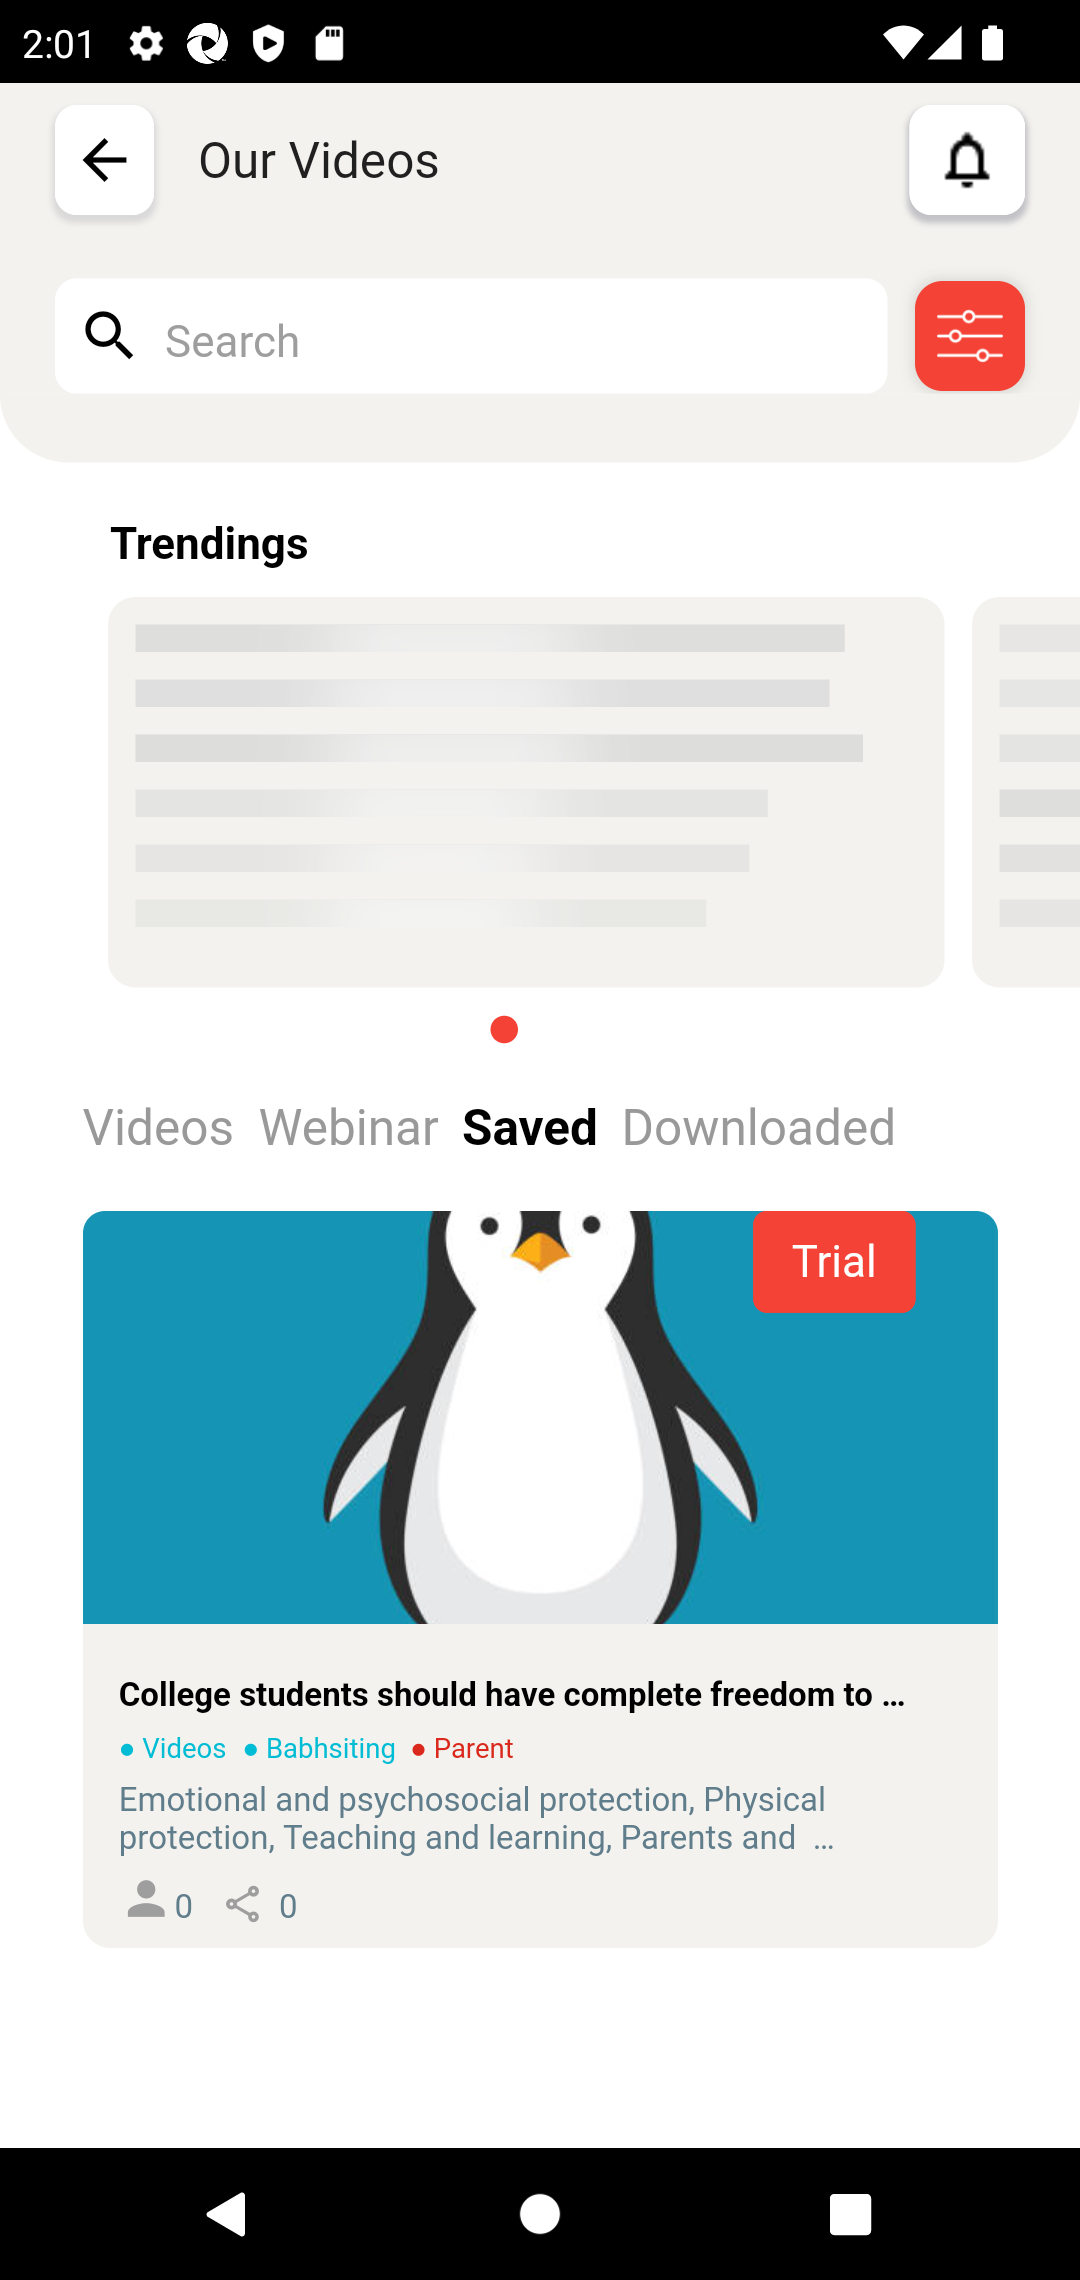 2:01
Our Videos
Search
Trendings
Videos Webinar Saved Downloaded
Trial
College students should have complete freedom to ...
Videos Babhsiting Parent
Emotional and psychosocial protection, Physical
protection, Teaching and learning, Parents and ...
0 0